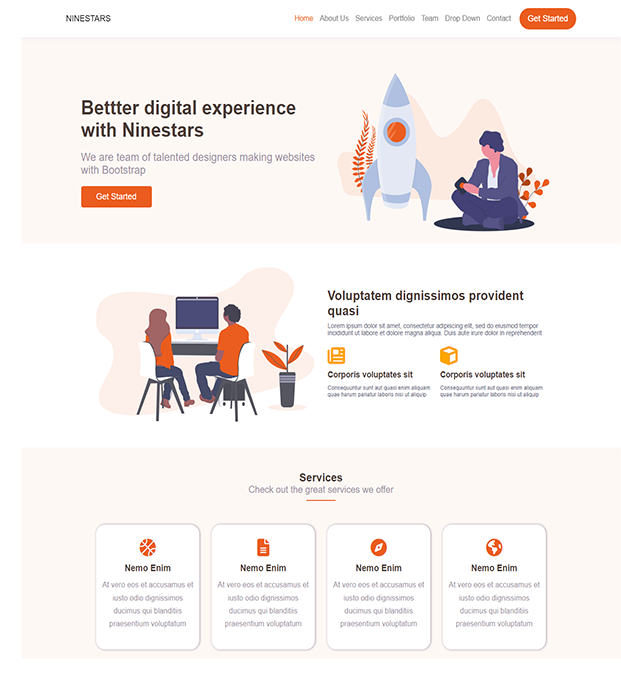 NINESTARS
Home About Us Services Portfolio Team Drop Down Contact Get Started
Bettter digital experience
with Ninestars
We are team of talented designers making websites
with Bootstrap
Get Started
Voluptatem dignissimos provident
quasi
Lorem ipsum dolor sit amet, consectetur adipiscing elit, sed do eiusmod tempor
incididunt ut labore et dolore magna aliqua. Duis aute irure dolor in reprehenderit
Corporis voluptates sit
Consequuntur sunt aut quasi enim aliquam
quae harum pariatur laboris nisi ut aliquip
Corporis voluptates sit
Consequuntur sunt aut quasi enim aliquam
quae harum pariatur laboris nisi ut aliquip
Services
Check out the great services we offer
Nemo Enim
At vero eos et accusamus et
iusto odio dignissimos
ducimus qui blanditiis
praesentium voluptatum
Nemo Enim
At vero eos et accusamus et
iusto odio dignissimos
ducimus qui blanditiis
praesentium voluptatum
Nemo Enim
At vero eos et accusamus et
iusto odio dignissimos
ducimus qui blanditiis
praesentium voluptatum
Nemo Enim
At vero eos et accusamus et
iusto odio dignissimos
ducimus qui blanditiis
praesentium voluptatum